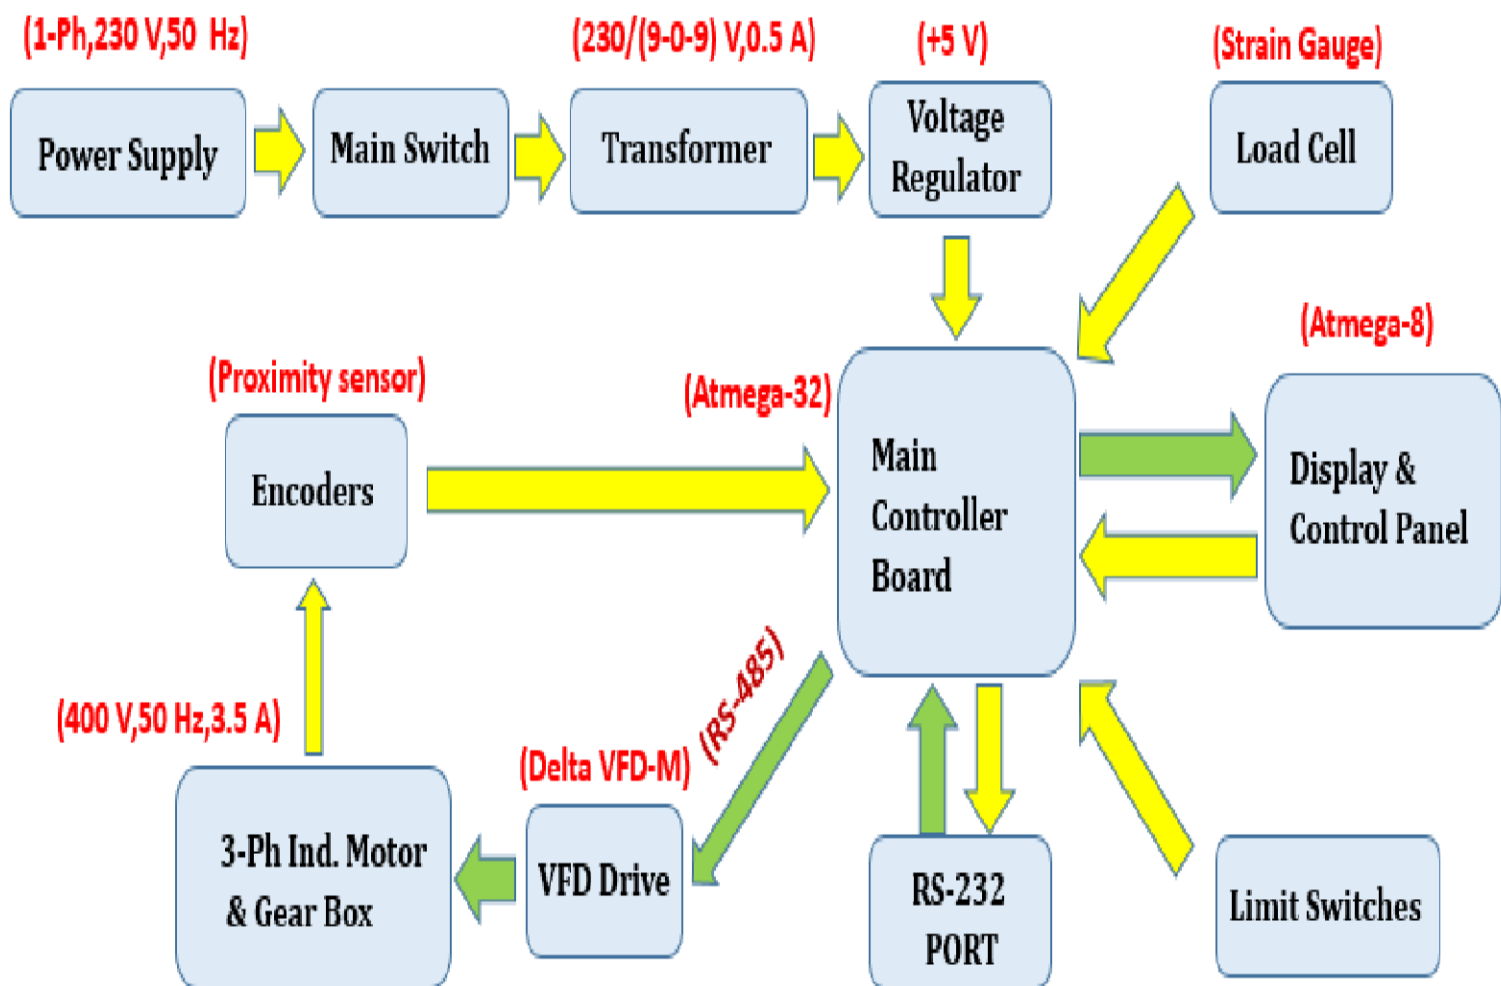 (1-Ph,230 V,50 Hz)
(230/(9-0-9) V,0.5 A)
(+5 V)
(Strain Gauge)
Power Supply
Main Switch
Transformer
Voltage
Regulator
Load Cell
(Atmega-8)
(Proximity sensor)
(Atmega-32)
Encoders
Main
Controller
Board
Display &
Control Panel
(RS-485)
(400 V,50 Hz,3.5 A)
(Delta VFD-M)
3-Ph Ind. Motor
& Gear Box
VFD Drive
RS-232
PORT
Limit Switches